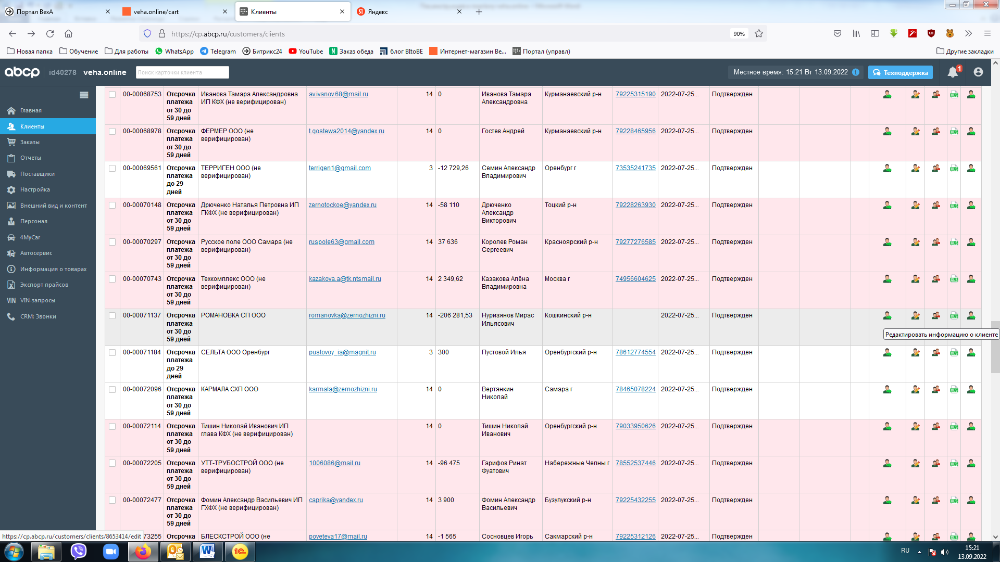 Портал ВехА
veha.online/cart
Клиенты
Яндекс
https://cp.abcp.ru/customers/clients
90%
Новая папка
Обучение
Для работы
WhatsApp
Telegram
Битрикс24
YouTube
Заказ обеда
блог BItoBE
Интернет-магазин Ве...
Портал (управл)
Другие закладки
abcp
id40278
veha.online
Поиск карточки клиента
Местное время: 15:21 Вт 13.09.2022
Техподдержка
1
Главная
Клиенты
Заказы
Отчеты
Поставщики
Настройка
Внешний вид и контент
Персонал
4MyCar
Автосервис
Информация о товарах
Экспорт прайсов
VIN VIN-запросы
CRM: Звонки
00-00068753 Отсрочка Иванова Тамара Александровна av.ivanov.68@mail.ru 14 0 Иванова Тамара Курманаевский р-н 79225315190 2022-07-25... Подтвержден XLS
платежа ИП КФХ (не верифицирован) Александровна
от 30 до
59 дней
00-00068978 Отсрочка ФЕРМЕР ООО (не t.gostewa2014@yandex.ru 14 0 Гостев Андрей Курманаевский р-н 79228465956 2022-07-25... Подтвержден XLS
платежа верифицирован)
от 30 до
59 дней
00-00069561 Отсрочка ТЕРРИГЕН ООО (не terrigen1@gmail.com 3 -12 729,26 Семин Александр Оренбург г 73535241735 2022-07-25... Подтвержден XLS
платежа верифицирован) Владимирович
до 29
дней
00-00070148 Отсрочка Дрюченко Наталья Петровна ИП zernotockoe@yandex.ru 14 -58 110 Дрюченко Тоцкий р-н 79228263930 2022-07-25... Подтвержден XLS
платежа ГКФХ (не верифицирован) Александр
от 30 до Викторович
59 дней
00-00070297 Отсрочка Русское поле ООО Самара (не ruspole63@gmail.com 14 37 636 Королев Роман Красноярский р-н 79277276585 2022-07-25... Подтвержден XLS
платежа верифицирован) Сергеевич
от 30 до
59 дней
00-00070743 Отсрочка Техкомплекс ООО (не kazakova.a@tk.ntsmail.ru 14 2 349,62 Казакова Алёна Москва г 74956604625 2022-07-25... Подтвержден XLS
платежа верифицирован) Владимировна
от 30 до
59 дней
00-00071137 Отсрочка РОМАНОВКА СП ООО romanovka@zernozhizni.ru 14 -206 281,53 Нуризянов Мирас Кошкинский р-н 2022-07-25... Подтвержден XLS
платежа Ильясович
от 30 до
59 дней
Редактировать информацию о клиенте
00-00071184 Отсрочка СЕЛЬТА ООО Оренбург pustovoy_ia@magnit.ru 3 300 Пустовой Илья Оренбургский р-н 78612774554 2022-07-25... Подтвержден XLS
платежа
до 29
дней
00-00072096 Отсрочка КАРМАЛА СХП ООО karmala@zernozhizni.ru 14 0 Вертянкин Самара г 78465078224 2022-07-25... Подтвержден XLS
платежа Николай
от 30 до
59 дней
00-00072114 Отсрочка Тишин Николай Иванович ИП 14 0 Тишин Николай Оренбургский р-н 79033950626 2022-07-25... Подтвержден XLS
платежа глава КФХ (не верифицирован) Иванович
от 30 до
59 дней
00-00072205 Отсрочка УТТ-ТРУБОСТРОЙ ООО (не 1006086@mail.ru 14 -96 475 Гарифов Ринат Набережные Челны г 78552537446 2022-07-25... Подтвержден XLS
платежа верифицирован) Фуатович
от 30 до
59 дней
00-00072477 Отсрочка Фомин Александр Васильевич ИП caprika@yandex.ru 14 3 900 Фомин Александр Бузулукский р-н 79225432255 2022-07-25... Подтвержден XLS
платежа ГХФХ (не верифицирован) Васильевич
от 30 до
59 дней
https://cp.abcp.ru/customers/clients/8653414/edit 73255 Отсрочка БЛЕСКСТРОЙ ООО (не poveteva17@mail.ru 14 -1 565 Сосновцев Игорь Сакмарский р-н 79225312126 2022-07-25... Подтвержден XLS
RU
15:21
13.09.2022